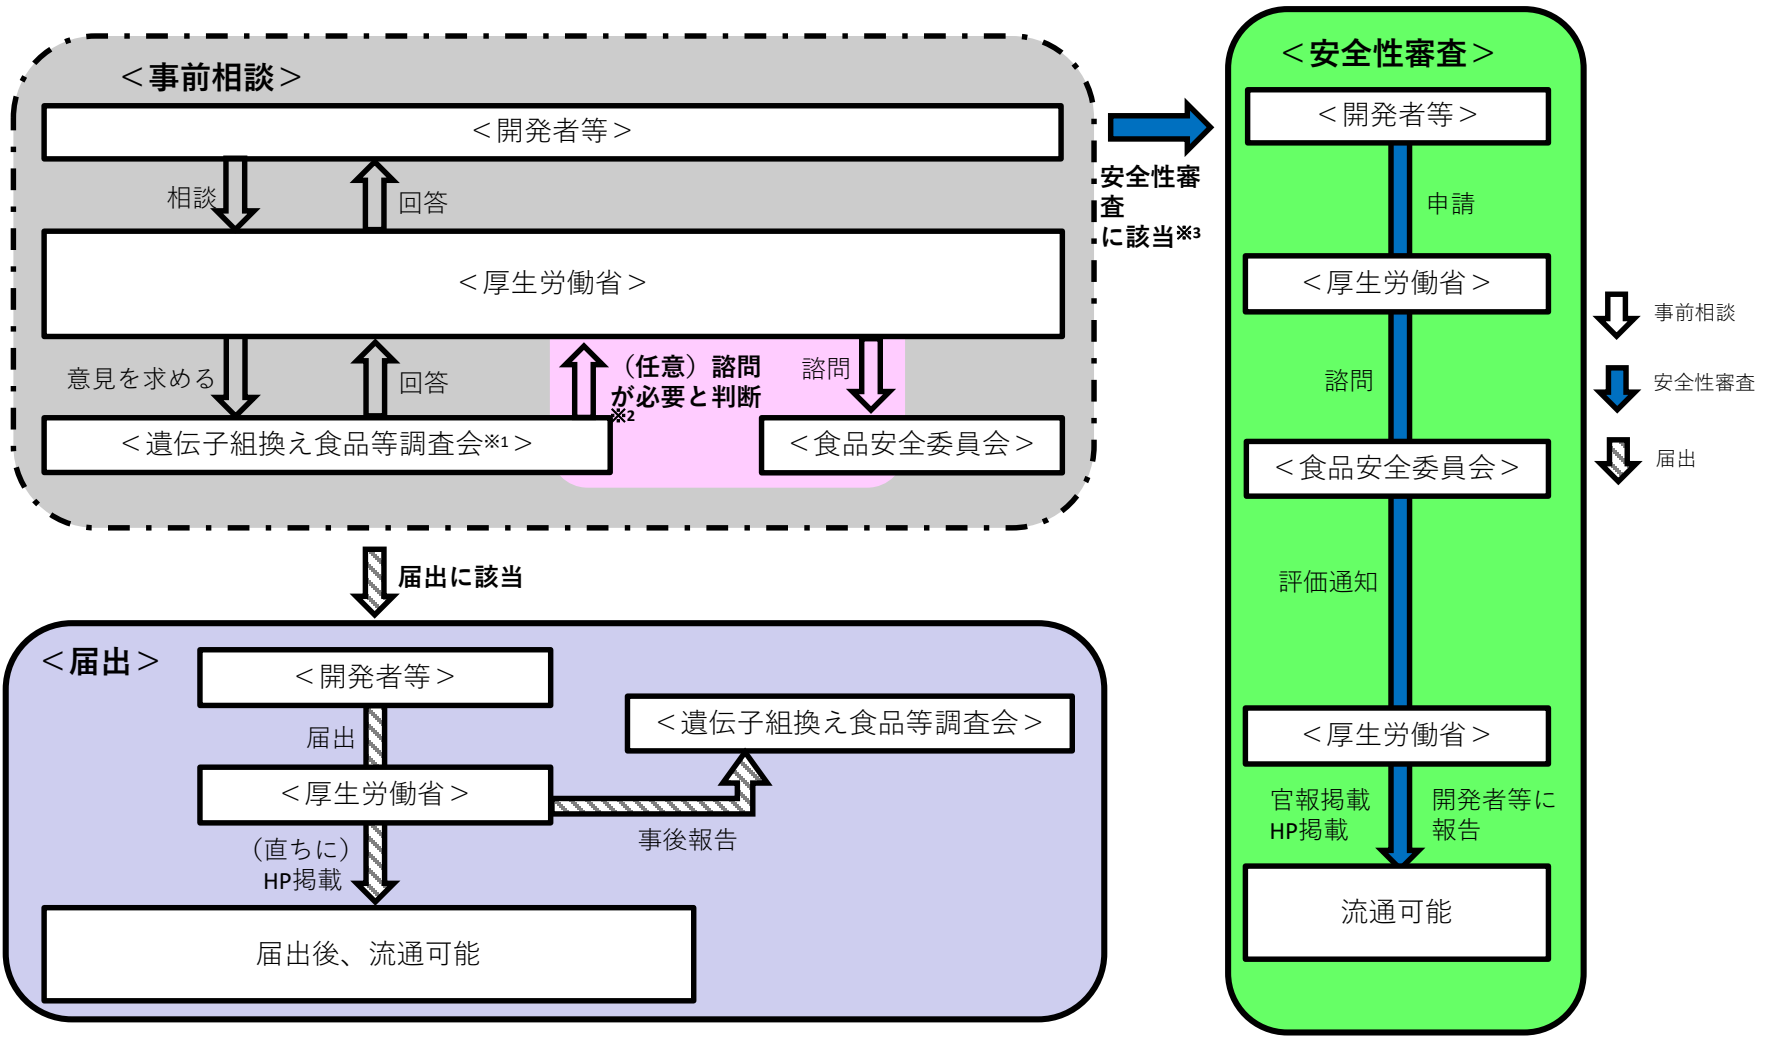 ＜事前相談＞
＜開発者等＞
相談
回答
＜厚生労働省＞
意見を求める
回答
（任意）諮問
が必要と判断
※2
諮問
＜遺伝子組換え食品等調査会※1＞
＜食品安全委員会＞
安全性審
査
に該当※3
届出に該当
＜届出＞
＜開発者等＞
届出
＜厚生労働省＞
＜遺伝子組換え食品等調査会＞
事後報告
（直ちに）
HP掲載
届出後、流通可能
＜安全性審査＞
＜開発者等＞
申請
＜厚生労働省＞
諮問
＜食品安全委員会＞
評価通知
＜厚生労働省＞
官報掲載
HP掲載
開発者等に
報告
流通可能
事前相談
安全性審査
届出